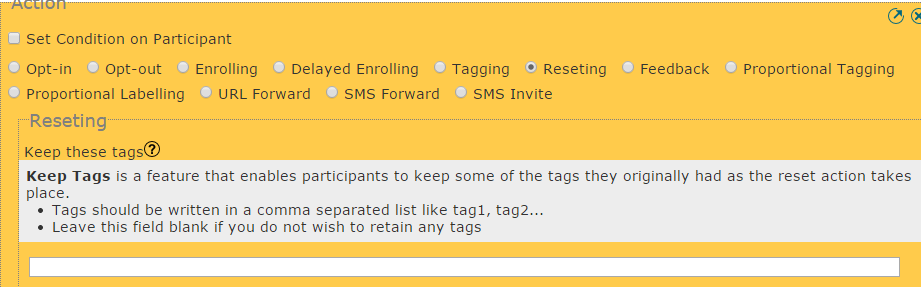 Action
Set Condition on Participant
Opt-in Opt-out Enrolling Delayed Enrolling Tagging Reseting Feedback Proportional Tagging
Proportional Labelling URL Forward SMS Forward SMS Invite
Reseting
Keep these tags?
Keep Tags is a feature that enables participants to keep some of the tags they originally had as the reset action takes
place.
• Tags should be written in a comma separated list like tag1, tag2...
• Leave this field blank if you do not wish to retain any tags